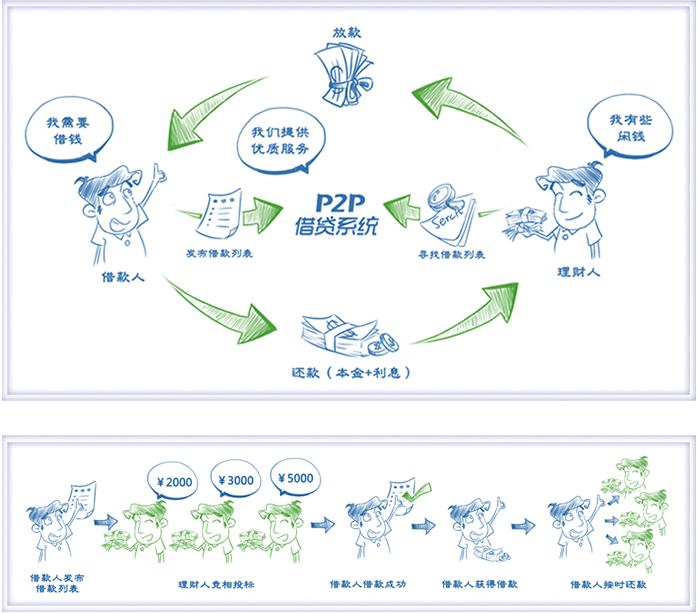 放款
我需要
借钱
我们提供
优质服务
我有些
闲钱
P2P
借贷系统
Serch
发布借款列表
寻找借款列表
借款人
理财人
还款（本金+利息）
¥2000
¥3000
¥5000
借款人发布
借款列表
理财人竞相投标
借款人借款成功
借款人获得借款
借款人按时还款